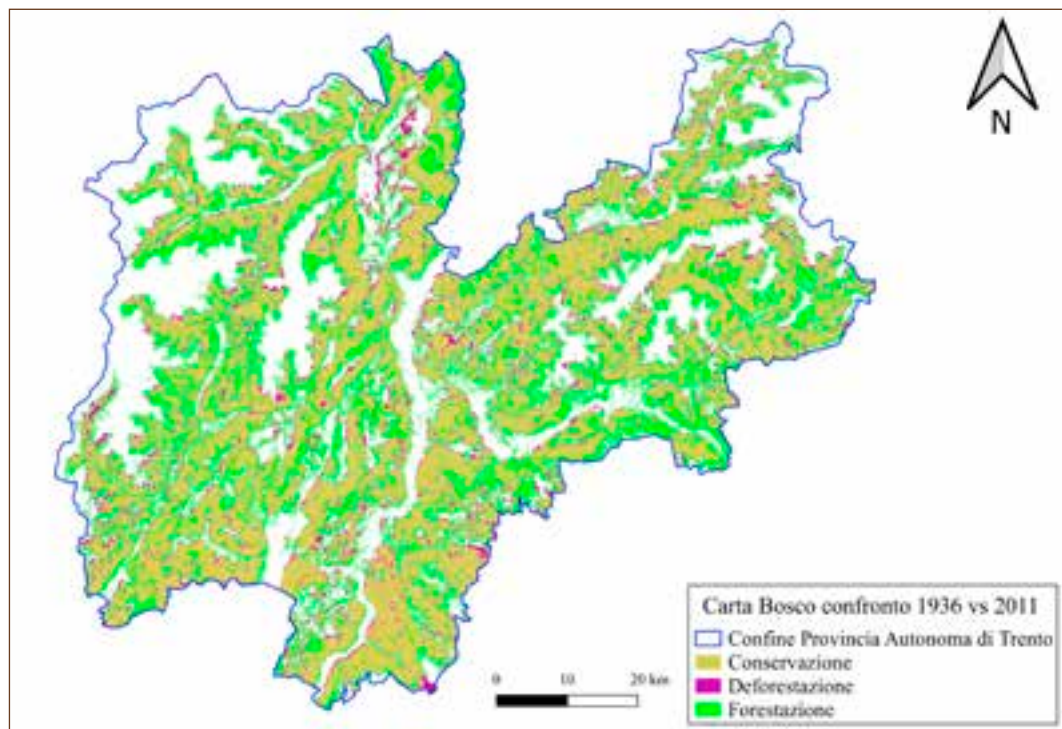 N
Carta Bosco confronto 1936 vs 2011
Confine Provincia Autonoma di Trento
Conservazione
Deforestazione
Forestazione
0 10 20 km